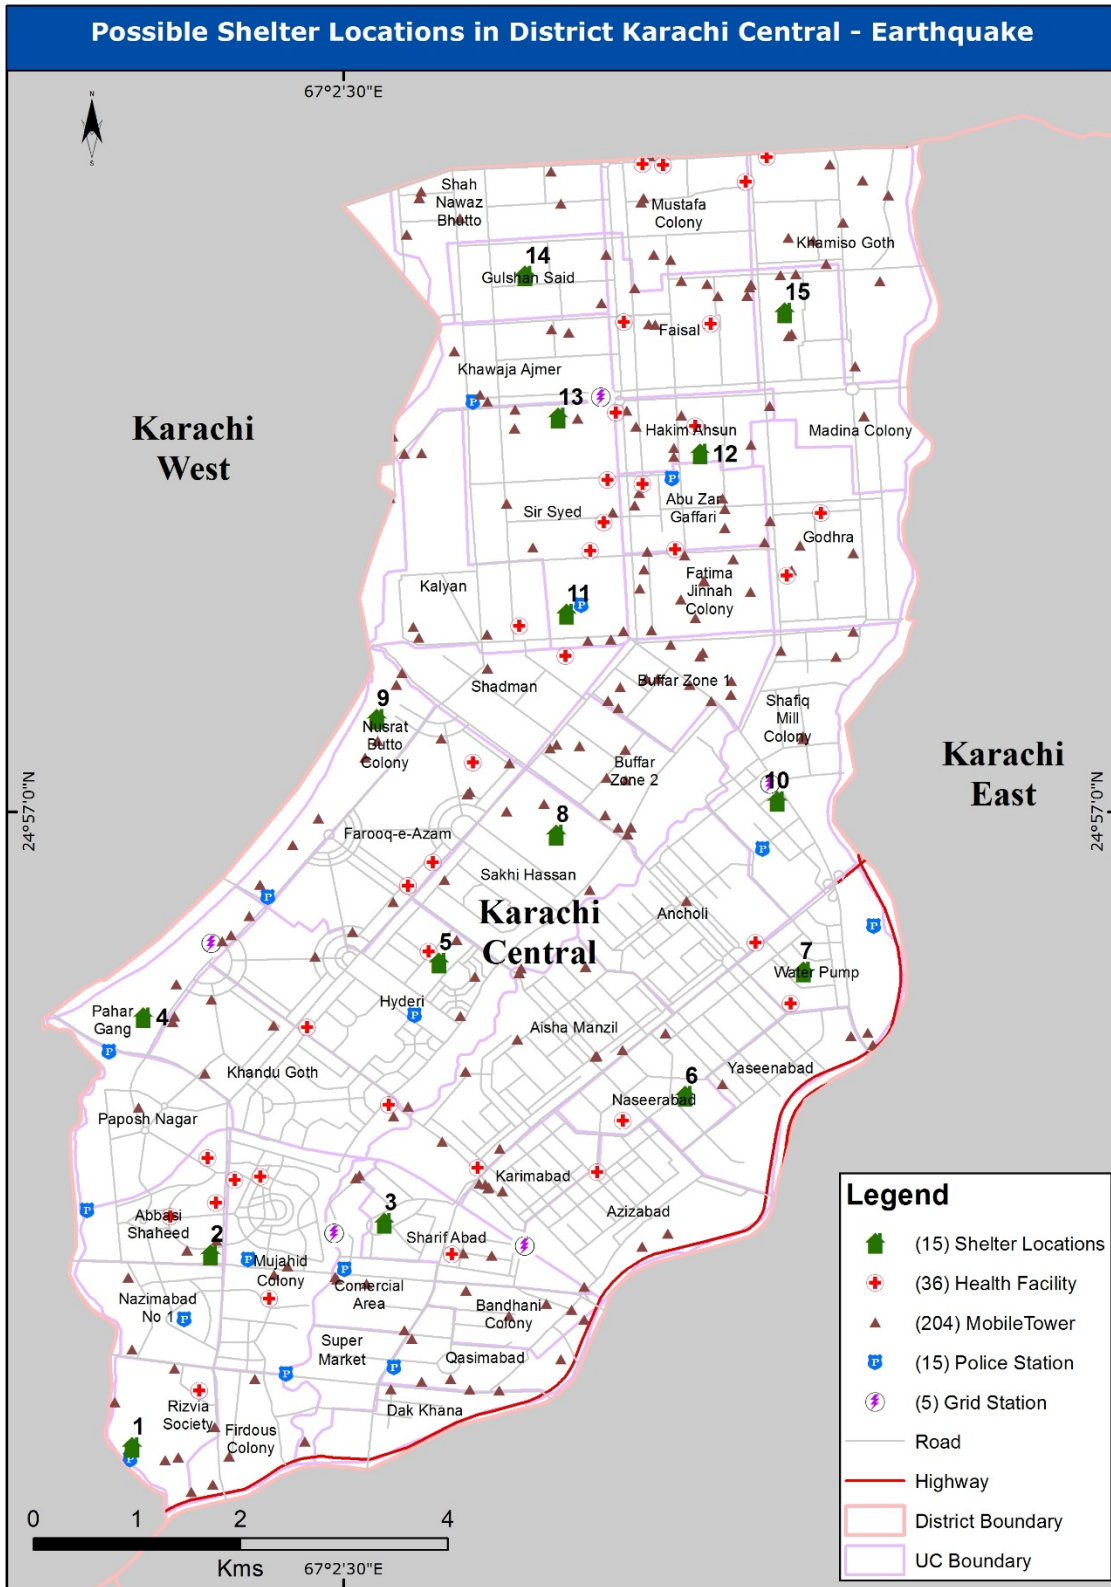 Possible Shelter Locations in District Karachi Central - Earthquake
67°2'30"E
N
S
Shah
Nawaz
Bhutto
Mustafa
Colony
Khamiso Goth
14
Gulshah Said
15
Faisal
Khawaja Ajmer
13
Karachi
West
Hakim Ahsun
Madina Colony
12
Sir Syed
Abu Zar
Gaffari
P
Godhra
Kalyan
Fatima
Jinnah
Colony
11
P
Shadman
Buffar Zone 1
9
Nusrat
Butto
Colony
Shafiq
Mill
Colony
Karachi
East
Buffar
Zone 2
10
24°57'0"N
24°57'0"N
8
Farooq-e-Azam
P
Sakhi Hassan
P
Karachi
Central
Ancholi
P
5
7
Water Pump
Hyderi
P
Pahar
Gang
4
Aisha Manzil
P
Khandu Goth
Yaseenabad
6
Naseerabad
Paposh Nagar
Karimabad
P
Abbasi
Shaheed
3
Azizabad
2
Sharif Abad
P
Mujahid
Colony
P
Comercial
Area
Nazimabad
No 1
P
Bandhani
Colony
Super
Market
Qasimabad
P
P
Rizvia
Society
Dak Khana
1
P
Firdous
Colony
0
1
2
4
Kms
67°2'30"E
Legend
(15) Shelter Locations
(36) Health Facility
(204) MobileTower
P
(15) Police Station
(5) Grid Station
Road
Highway
District Boundary
UC Boundary